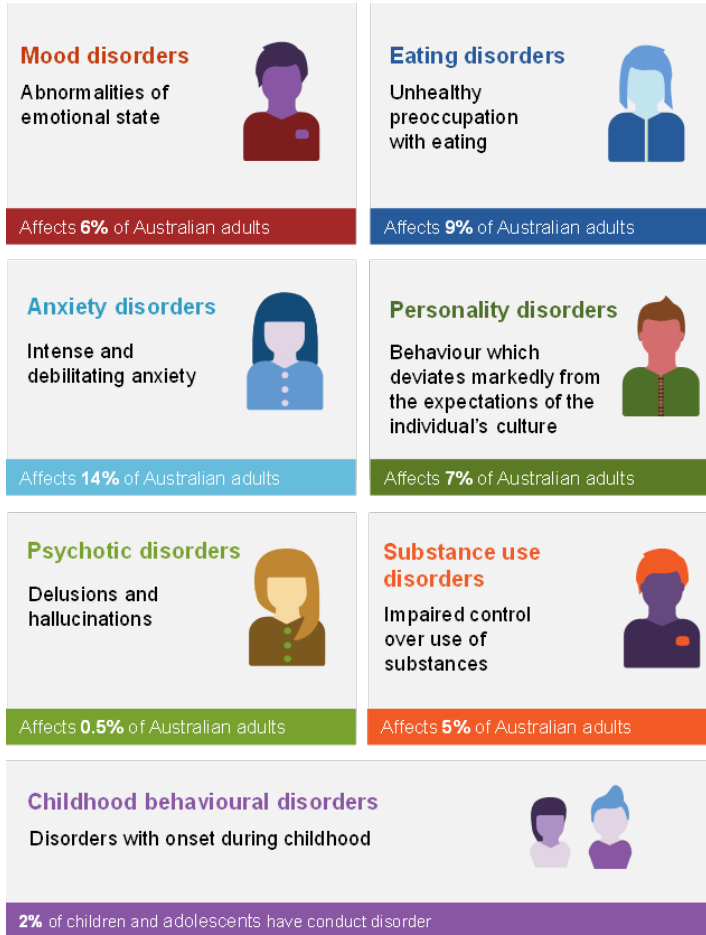 Mood disorders
Abnormalities of
emotional state
Affects 6% of Australian adults
Eating disorders
Unhealthy
preoccupation
with eating
Affects 9% of Australian adults
Anxiety disorders
Intense and
debilitating anxiety
Affects 14% of Australian adults
Personality disorders
Behaviour which
deviates markedly from
the expectations of the
individual's culture
Affects 7% of Australian adults
Psychotic disorders
Delusions and
hallucinations
Affects 0.5% of Australian adults
Substance use
disorders
Impaired control
over use of
substances
Affects 5% of Australian adults
Childhood behavioural disorders
Disorders with onset during childhood
2% of children and adolescents have conduct disorder